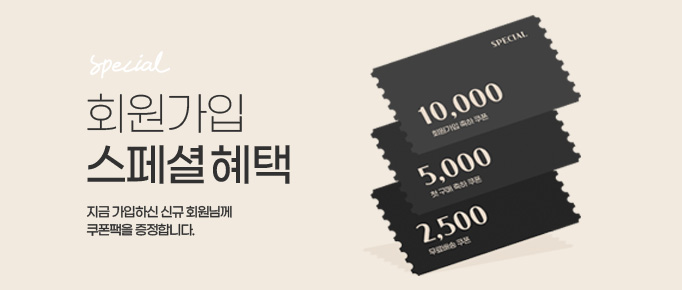 Special
회원가입
스페셜 혜택
지금 가입하신 신규 회원님께
쿠폰팩을 증정합니다.
SPECIAL
10,000
회원가입 축하 쿠폰
5,000
첫 구매 축하 쿠폰
2,500
무료배송 쿠폰